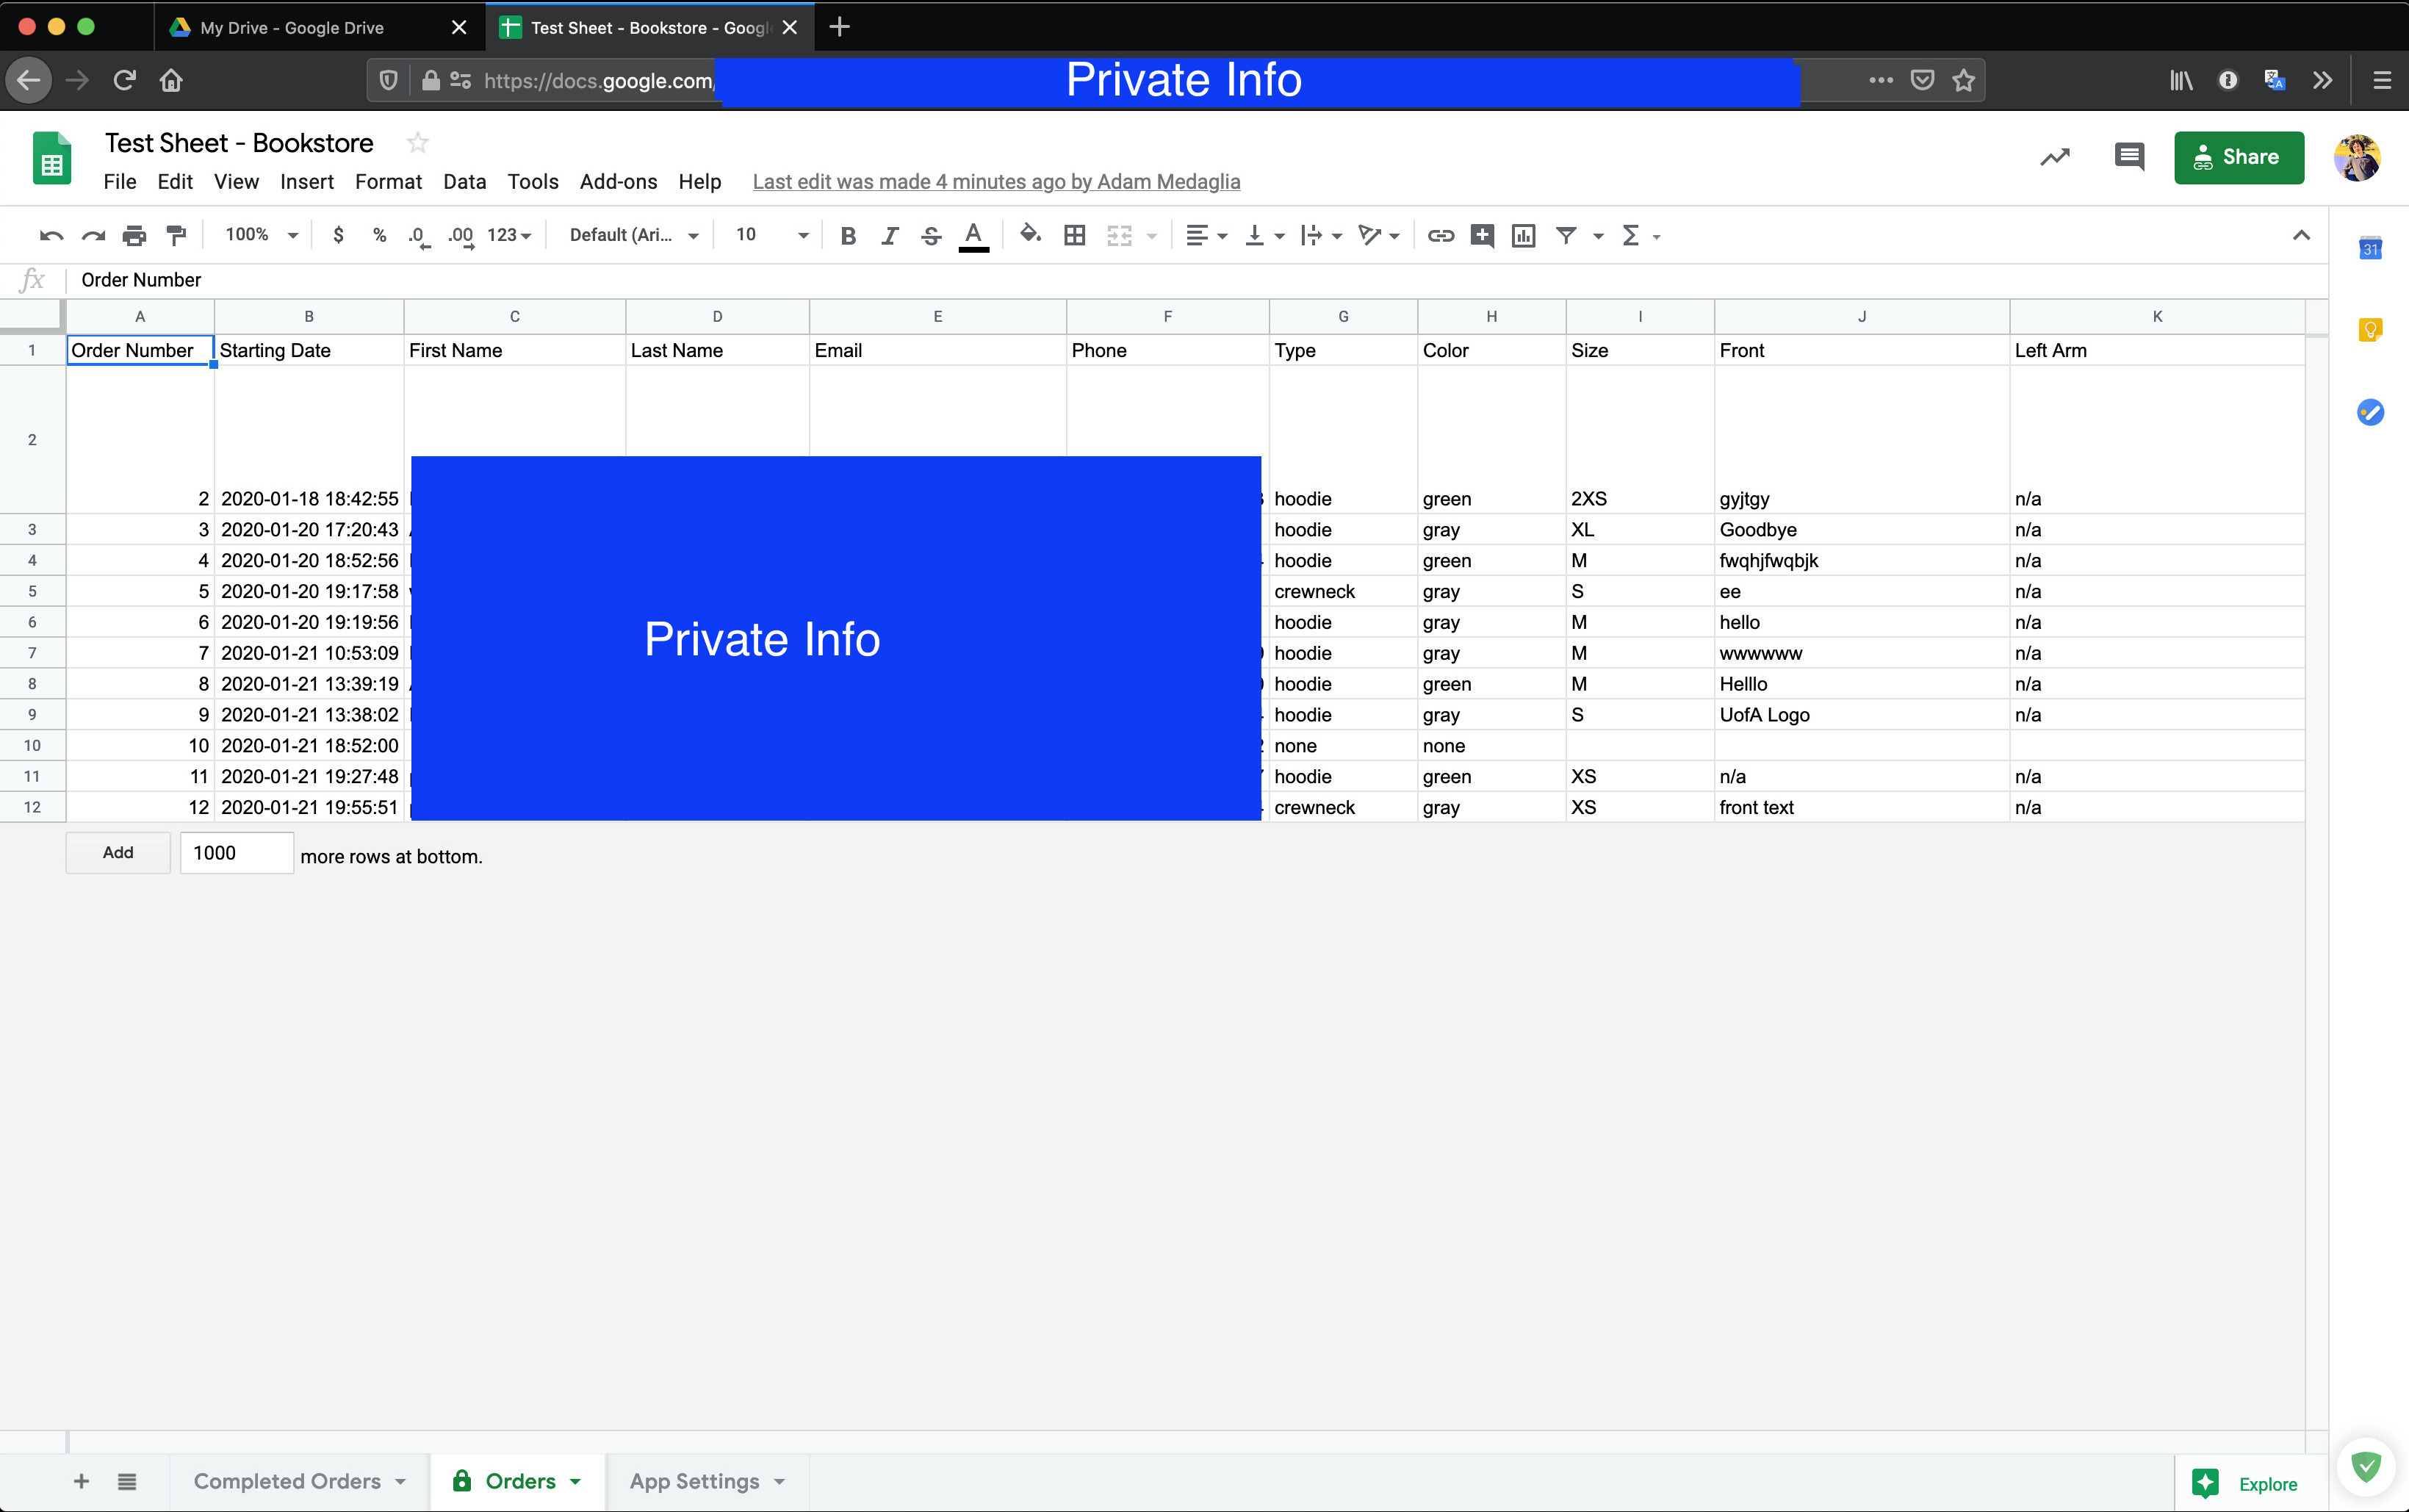 My Drive - Google Drive
Test Sheet - Bookstore - Googl
https://docs.google.com/
Private Info
Test Sheet - Bookstore
File Edit View Insert Format Data Tools Add-ons Help Last edit was made 4 minutes ago by Adam Medaglia
Share
100% $ % .0 .00 123 Default (Ari... 10 B I S A
31
fx Order Number
A B C D E F G H I J K
1 Order Number Starting Date First Name Last Name Email Phone Type Color Size Front Left Arm
2 2 2020-01-18 18:42:55 hoodie green 2XS gyjtgy n/a
3 3 2020-01-20 17:20:43 hoodie gray XL Goodbye n/a
4 4 2020-01-20 18:52:56 hoodie green M fwqhjfwqbjk n/a
5 5 2020-01-20 19:17:58 crewneck gray S ee n/a
6 6 2020-01-20 19:19:56 hoodie gray M hello n/a
Private Info
7 7 2020-01-21 10:53:09 hoodie gray M wwwwww n/a
8 8 2020-01-21 13:39:19 hoodie green M Helllo n/a
9 9 2020-01-21 13:38:02 hoodie gray S UofA Logo n/a
10 10 2020-01-21 18:52:00 none none
11 11 2020-01-21 19:27:48 hoodie green XS n/a n/a
12 12 2020-01-21 19:55:51 crewneck gray XS front text n/a
Add 1000 more rows at bottom.
Completed Orders Orders App Settings
Explore